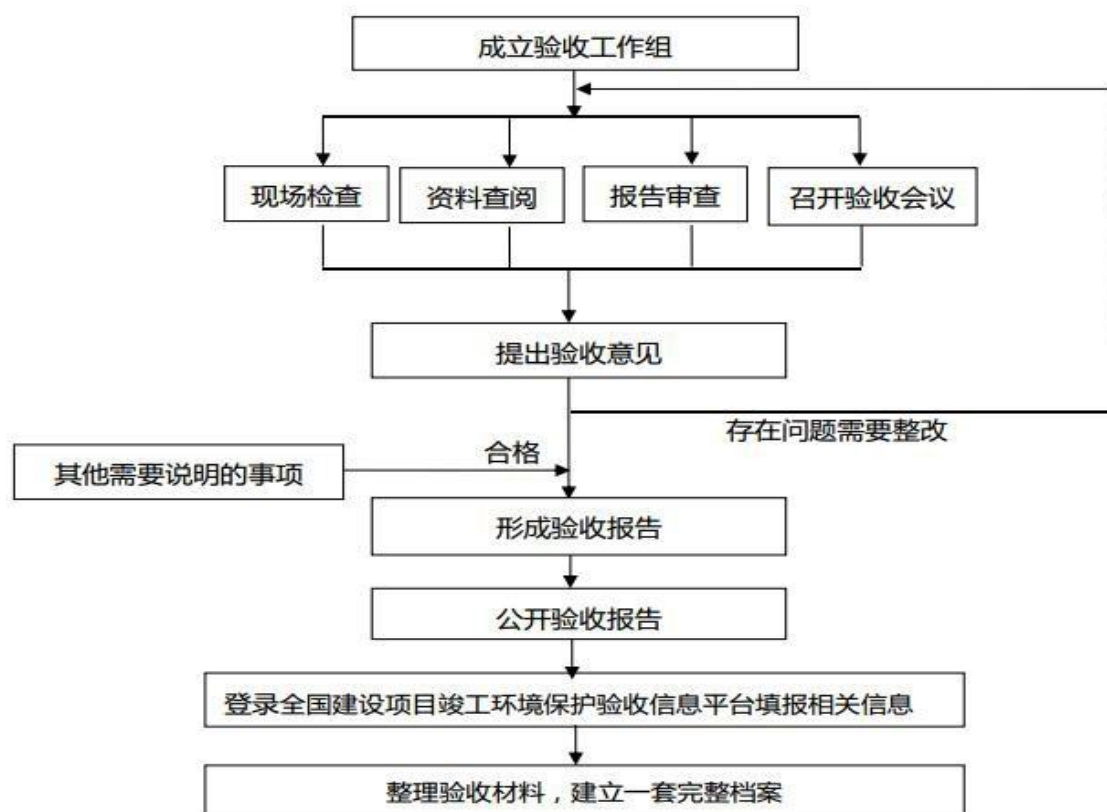 成立验收工作组
现场检查
资料查阅
报告审查
召开验收会议
提出验收意见
存在问题需要整改
合格
其他需要说明的事项
形成验收报告
公开验收报告
登录全国建设项目竣工环境保护验收信息平台填报相关信息
整理验收材料，建立一套完整档案